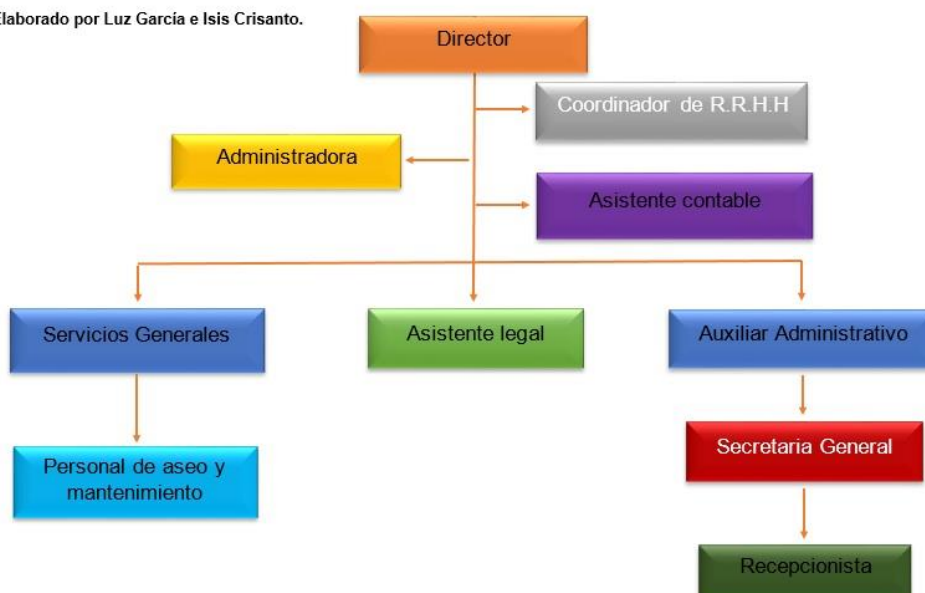 Elaborado por Luz García e Isis Crisanto.
Director
Coordinador de R.R.H.H
Administradora
Asistente contable
Servicios Generales
Asistente legal
Auxiliar Administrativo
Secretaria General
Personal de aseo y
mantenimiento
Recepcionista